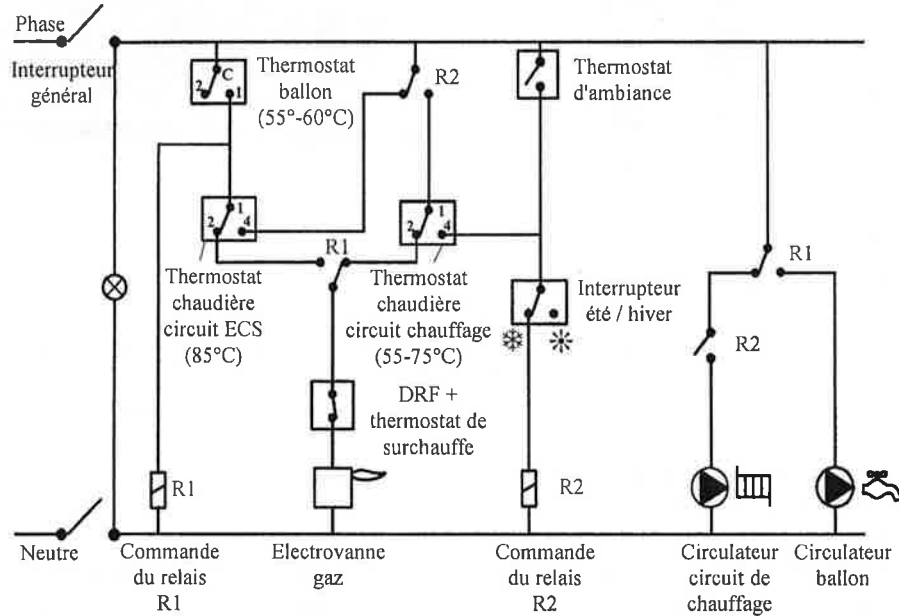 Phase
Interrupteur
général
C
2
1
Thermostat
ballon
(55°-60°C)
R2
Thermostat
d'ambiance
1
2
4
R1
1
2
4
R1
Thermostat
chaudière
circuit ECS
(85°C)
Thermostat
chaudière
circuit chauffage
(55-75°C)
Interrupteur
été / hiver
R2
DRF +
thermostat de
surchauffe
R1
R2
Neutre
Commande
du relais
R1
Electrovanne
gaz
Commande
du relais
R2
Circulateur
circuit de
chauffage
Circulateur
ballon